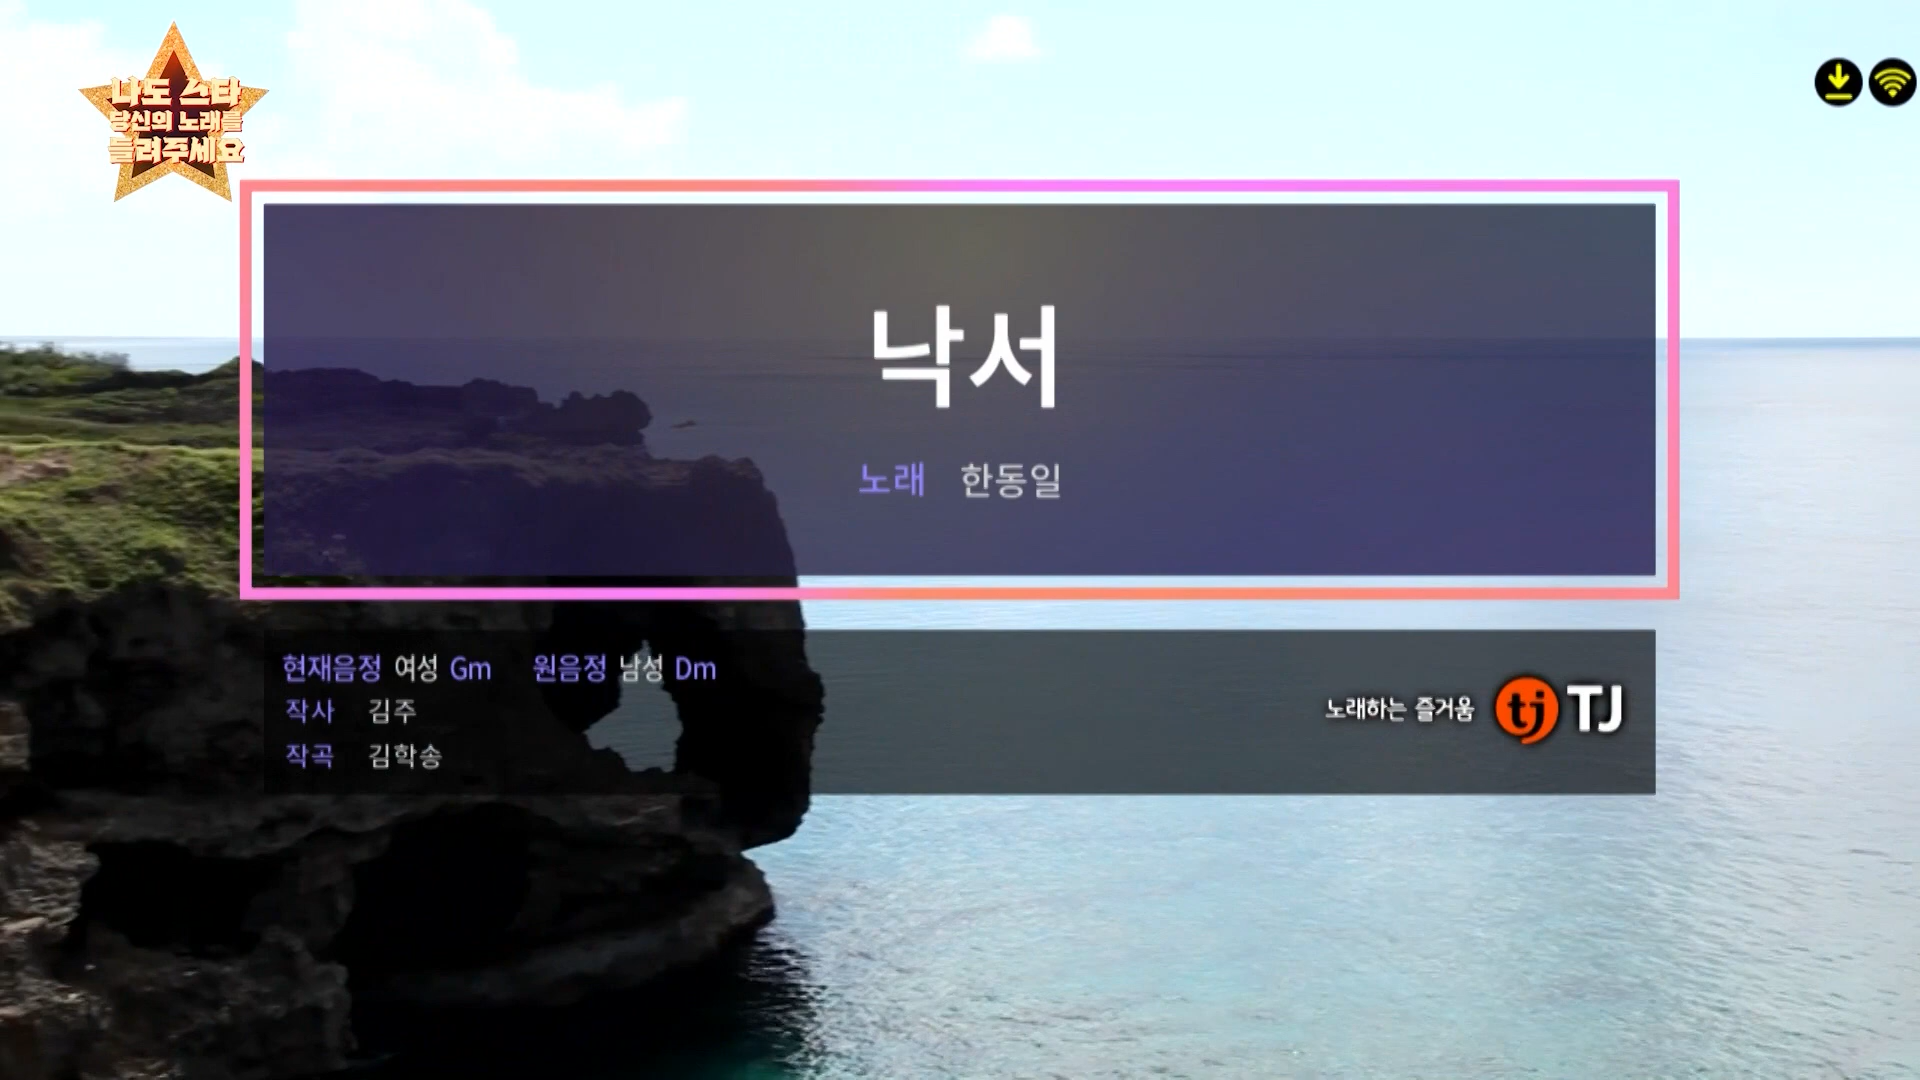 나도 스타
당신의 노래를
들려주세요
낙서
노래 한동일
현재음정 여성 Gm 원음정 남성 Dm
작사 김주
작곡 김학송
노래하는 즐거움 tj TJ